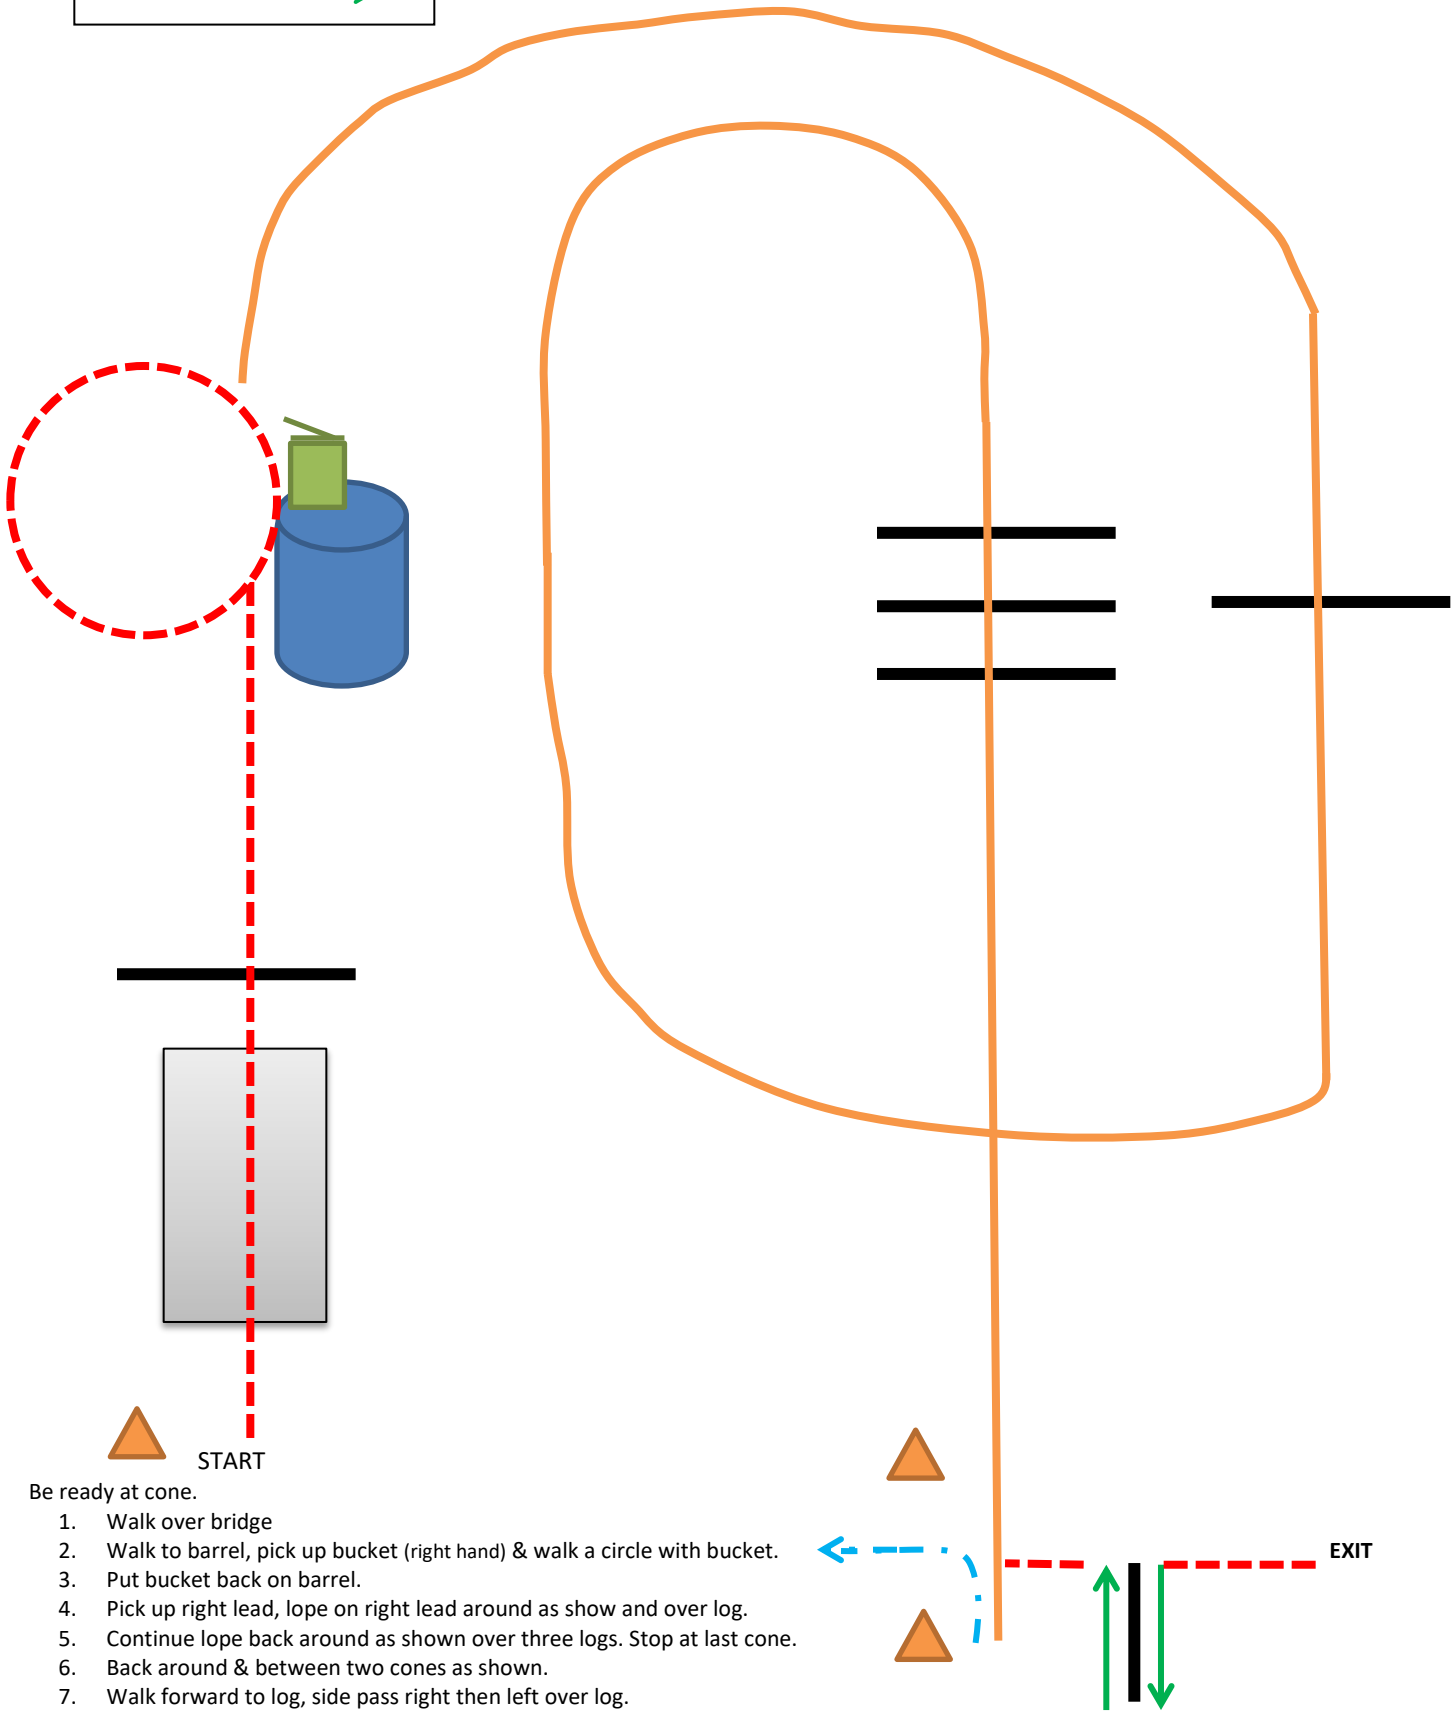 START
Be ready at cone.
1. Walk over bridge
2. Walk to barrel, pick up bucket (right hand) & walk a circle with bucket.
3. Put bucket back on barrel.
4. Pick up right lead, lope on right lead around as show and over log.
5. Continue lope back around as shown over three logs. Stop at last cone.
6. Back around & between two cones as shown.
7. Walk forward to log, side pass right then left over log.
EXIT